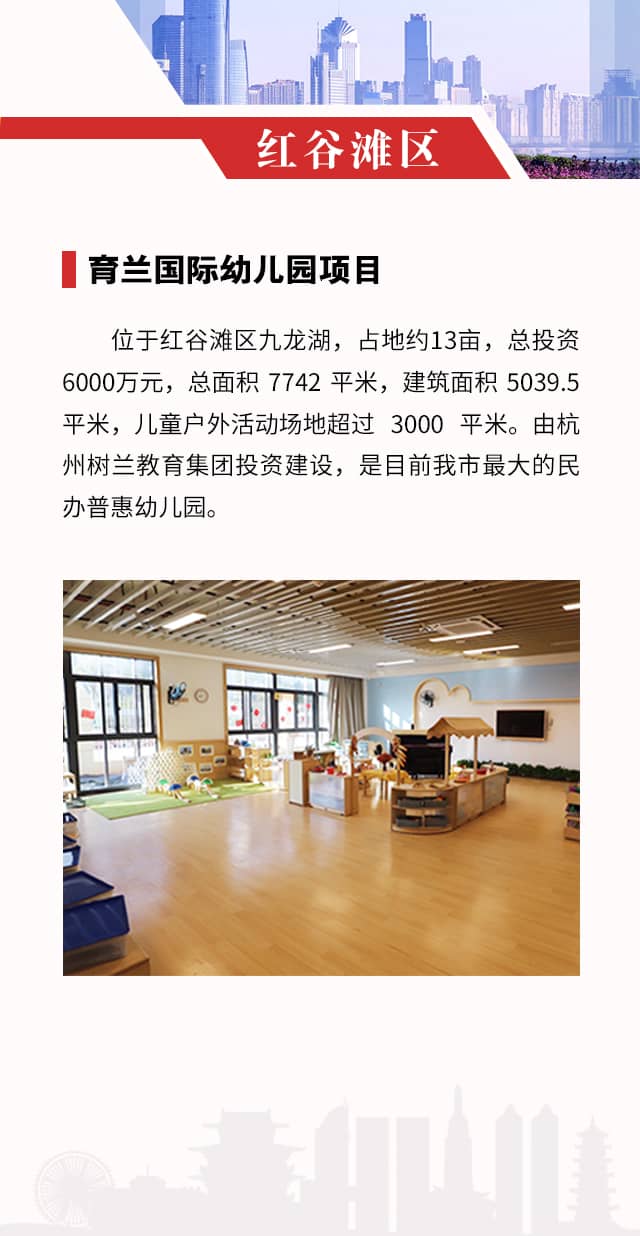 红谷滩区
育兰国际幼儿园项目
位于红谷滩区九龙湖，占地约13亩，总投资
6000万元，总面积 7742 平米，建筑面积 5039.5
平米，儿童户外活动场地超过 3000 平米。由杭
州树兰教育集团投资建设，是目前我市最大的民
办普惠幼儿园。